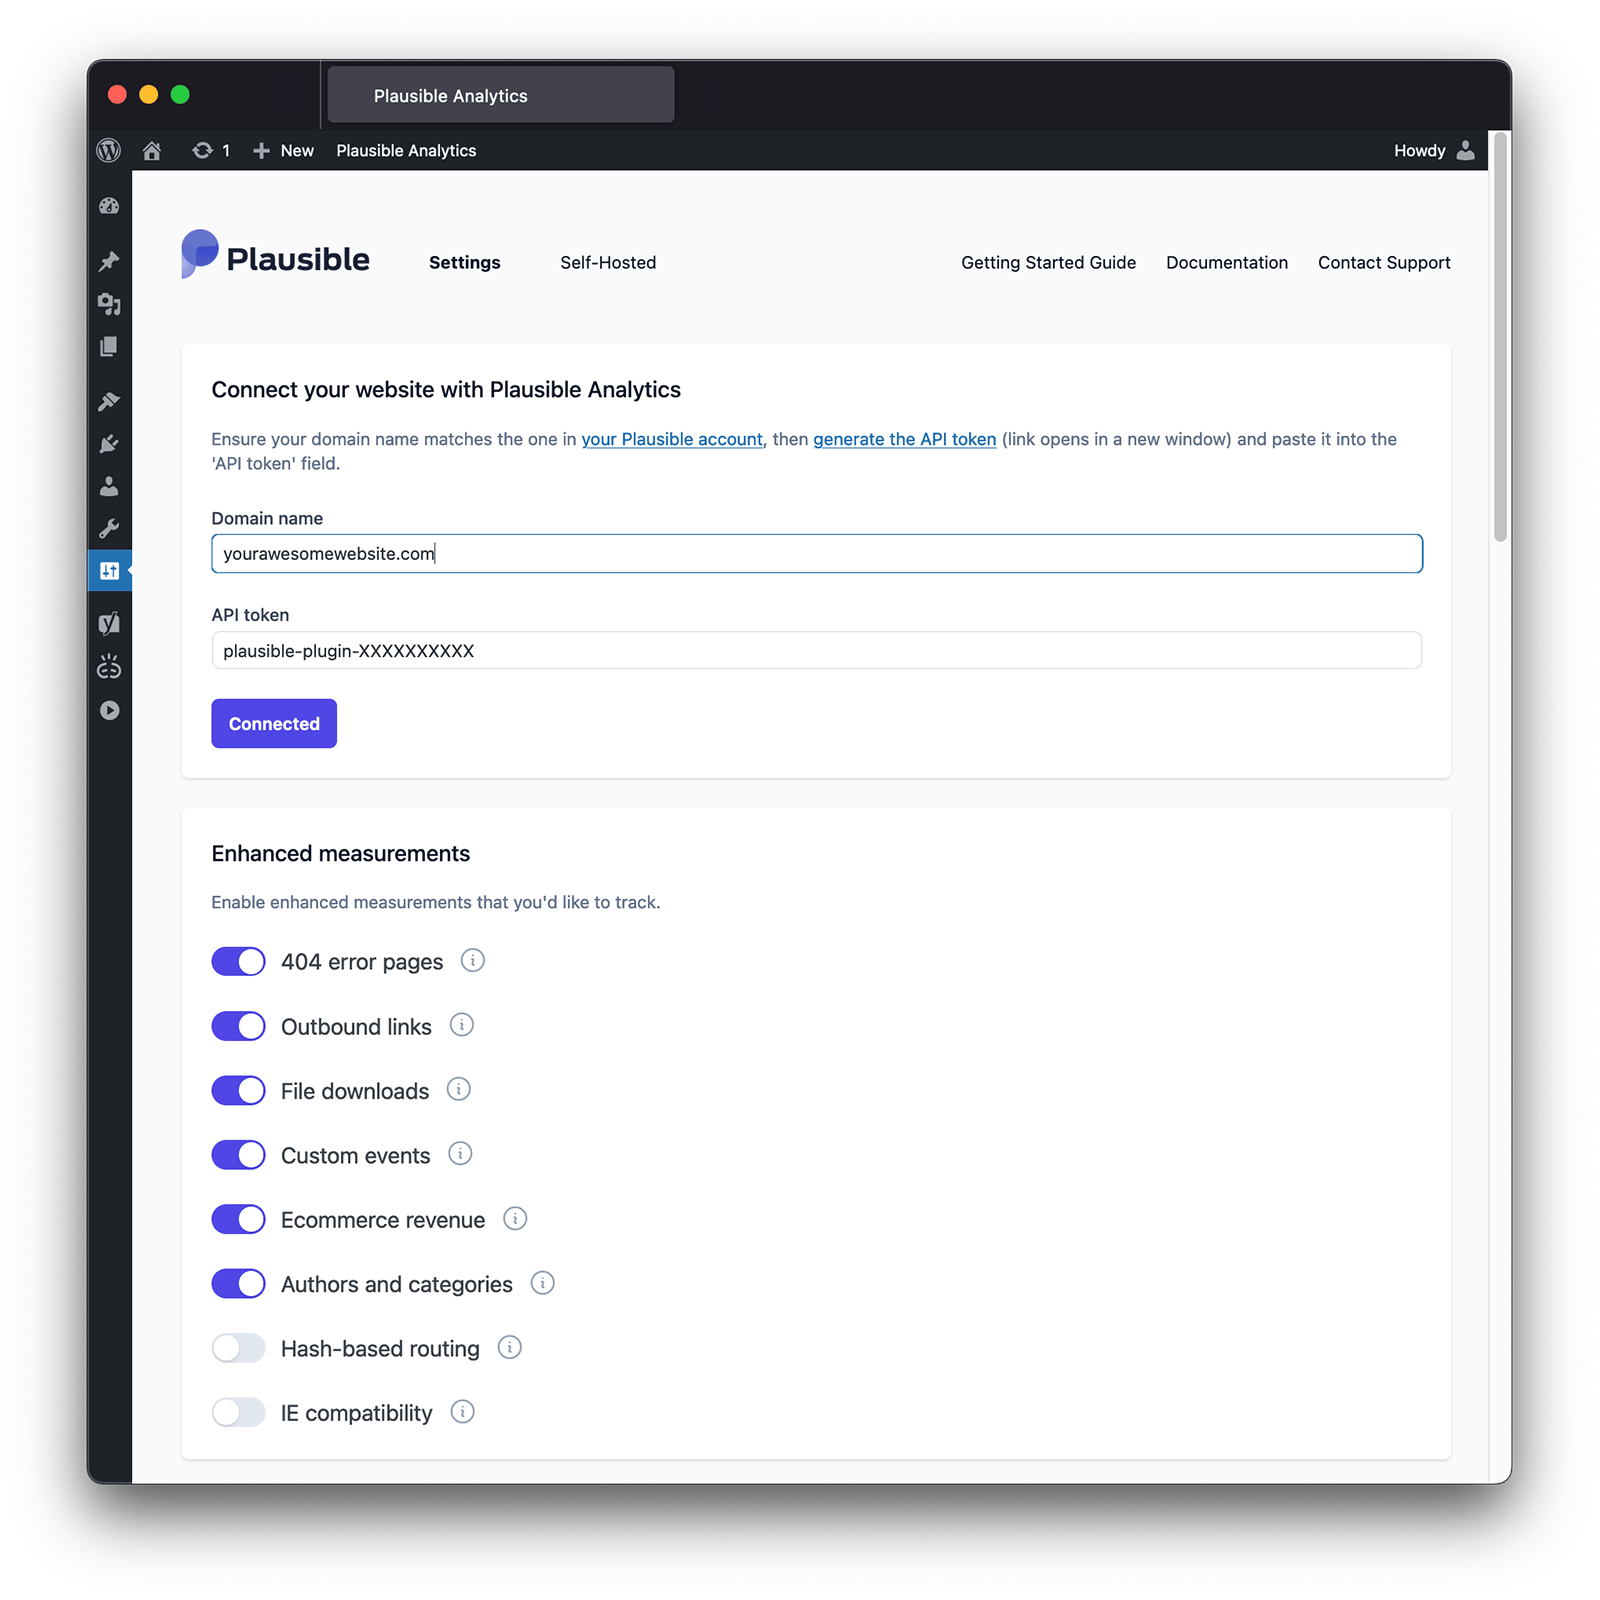 Plausible Analytics
1 New Plausible Analytics Howdy
Plausible Settings Self-Hosted Getting Started Guide Documentation Contact Support
Connect your website with Plausible Analytics
Ensure your domain name matches the one in your Plausible account, then generate the API token (link opens in a new window) and paste it into the
'API token' field.
Domain name
yourawesomewebsite.com
API token
plausible-plugin-XXXXXXXXXX
Connected
Enhanced measurements
Enable enhanced measurements that you'd like to track.
404 error pages
Outbound links
File downloads
Custom events
Ecommerce revenue
Authors and categories
Hash-based routing
IE compatibility